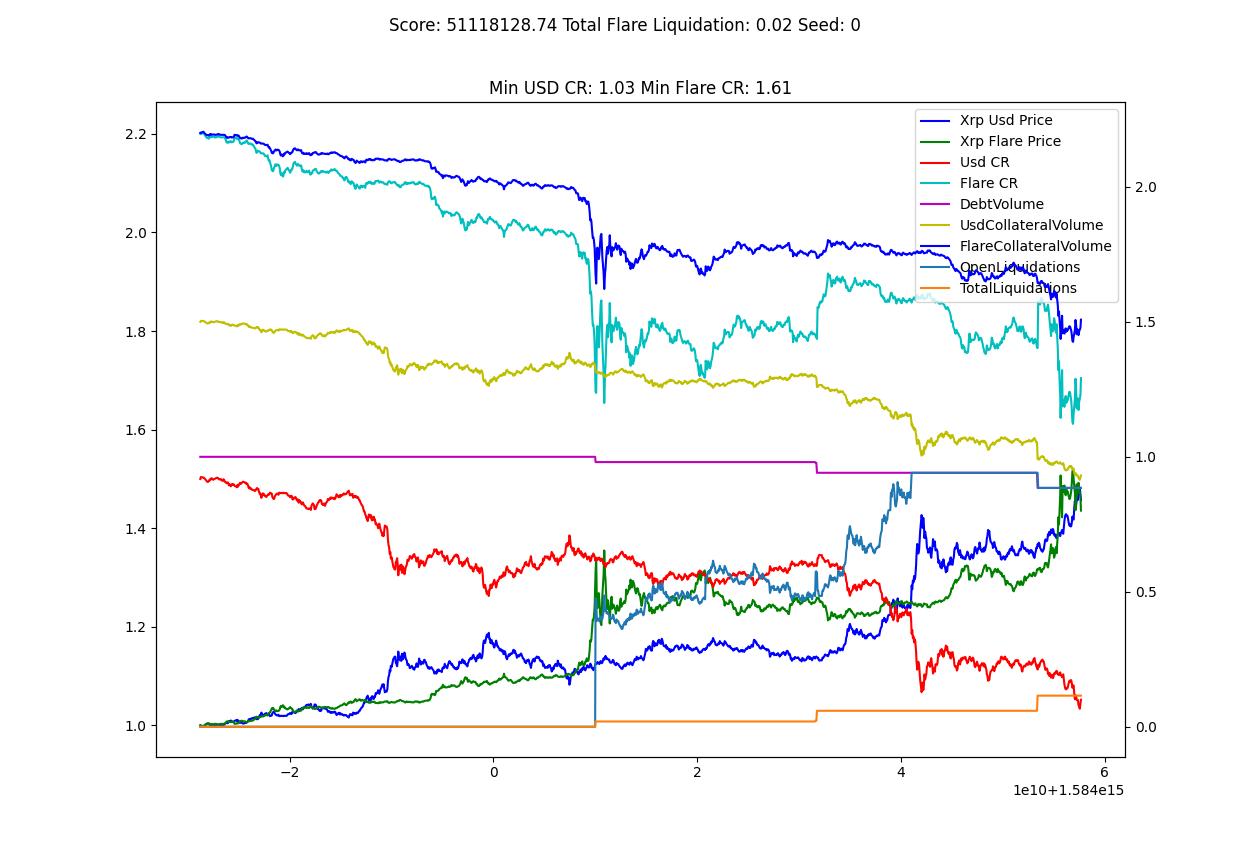 Score: 51118128.74 Total Flare Liquidation: 0.02 Seed: 0
Min USD CR: 1.03 Min Flare CR: 1.61
Xrp Usd Price
Xrp Flare Price
Usd CR
Flare CR
DebtVolume
UsdCollateralVolume
FlareCollateralVolume
OpenLiquidations
TotalLiquidations
2.2
2.0
1.8
1.6
1.4
1.2
1.0
2.0
1.5
1.0
0.5
0.0
−2
0
2
4
6
1e10+1.584e15